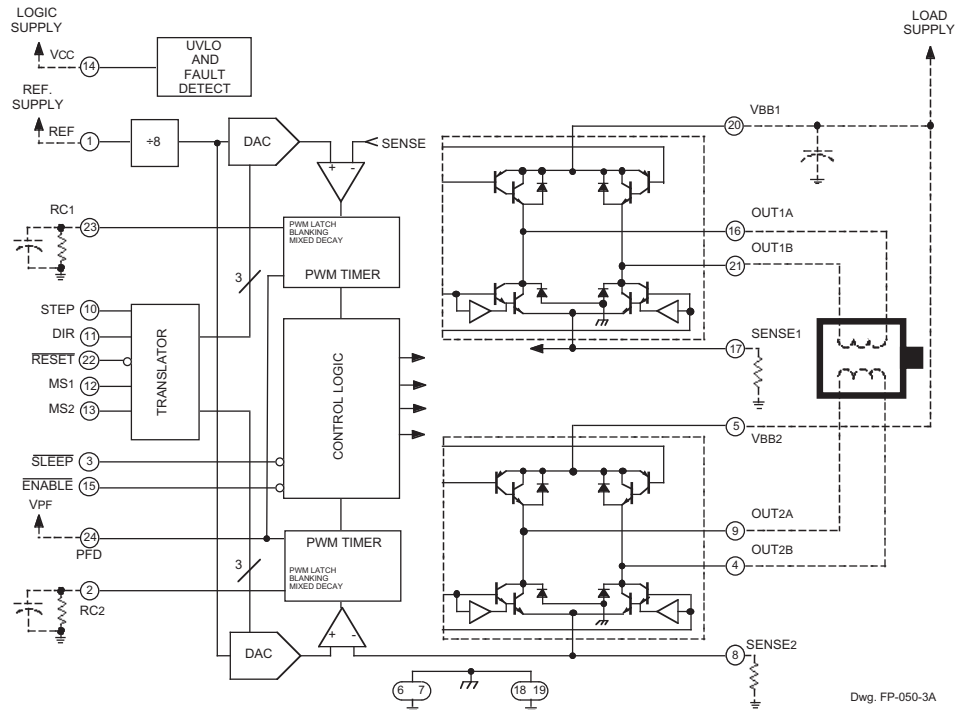 LOGIC
SUPPLY
LOAD
SUPPLY
VCC
14
UVLO
AND
FAULT
DETECT
REF.
SUPPLY
REF
1
÷8
DAC
+ -
SENSE
VBB1
20
RC1
23
PWM LATCH
BLANKING
MIXED DECAY
PWM TIMER
3
OUT1A
16
OUT1B
21
STEP 10
DIR 11
RESET 22
MS1 12
MS2 13
TRANSLATOR
CONTROL LOGIC
SENSE1
17
5
VBB2
SLEEP 3
ENABLE 15
VPF
24
PFD
PWM TIMER
PWM LATCH
BLANKING
MIXED DECAY
3
2
RC2
OUT2A
9
OUT2B
4
DAC
+ -
SENSE2
8
6 7
18 19
Dwg. FP-050-3A